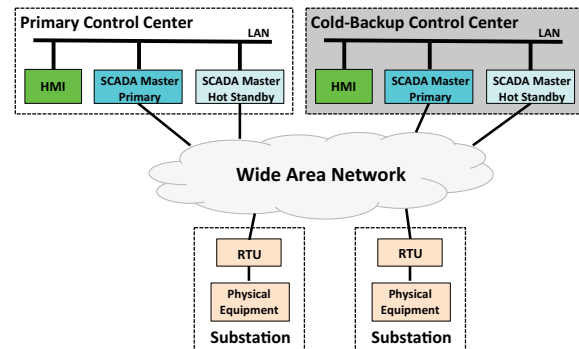 Primary Control Center
LAN
HMI
SCADA Master
Primary
SCADA Master
Hot Standby
Cold-Backup Control Center
LAN
HMI
SCADA Master
Primary
SCADA Master
Hot Standby
Wide Area Network
RTU
Physical
Equipment
Substation
RTU
Physical
Equipment
Substation